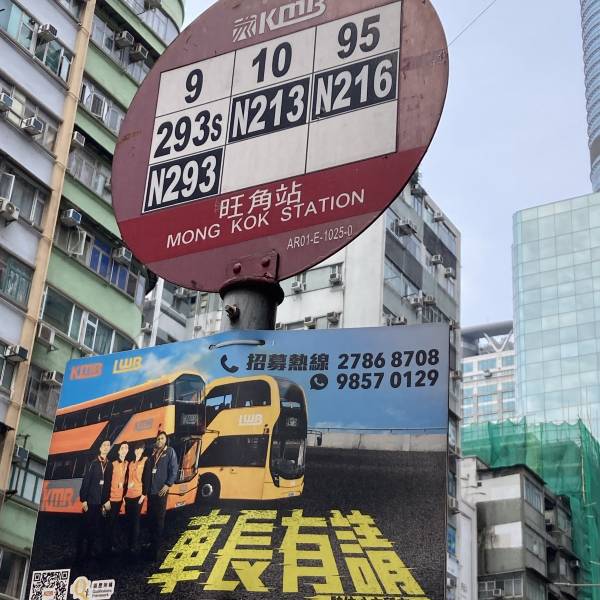 KMB
9 10 95
293s N213 N216
N293
旺角站
MONG KOK STATION
AR01-E-1025-0
KMB LWB
招募熱線 2786 8708
9857 0129
LWB
KMB
車長有請